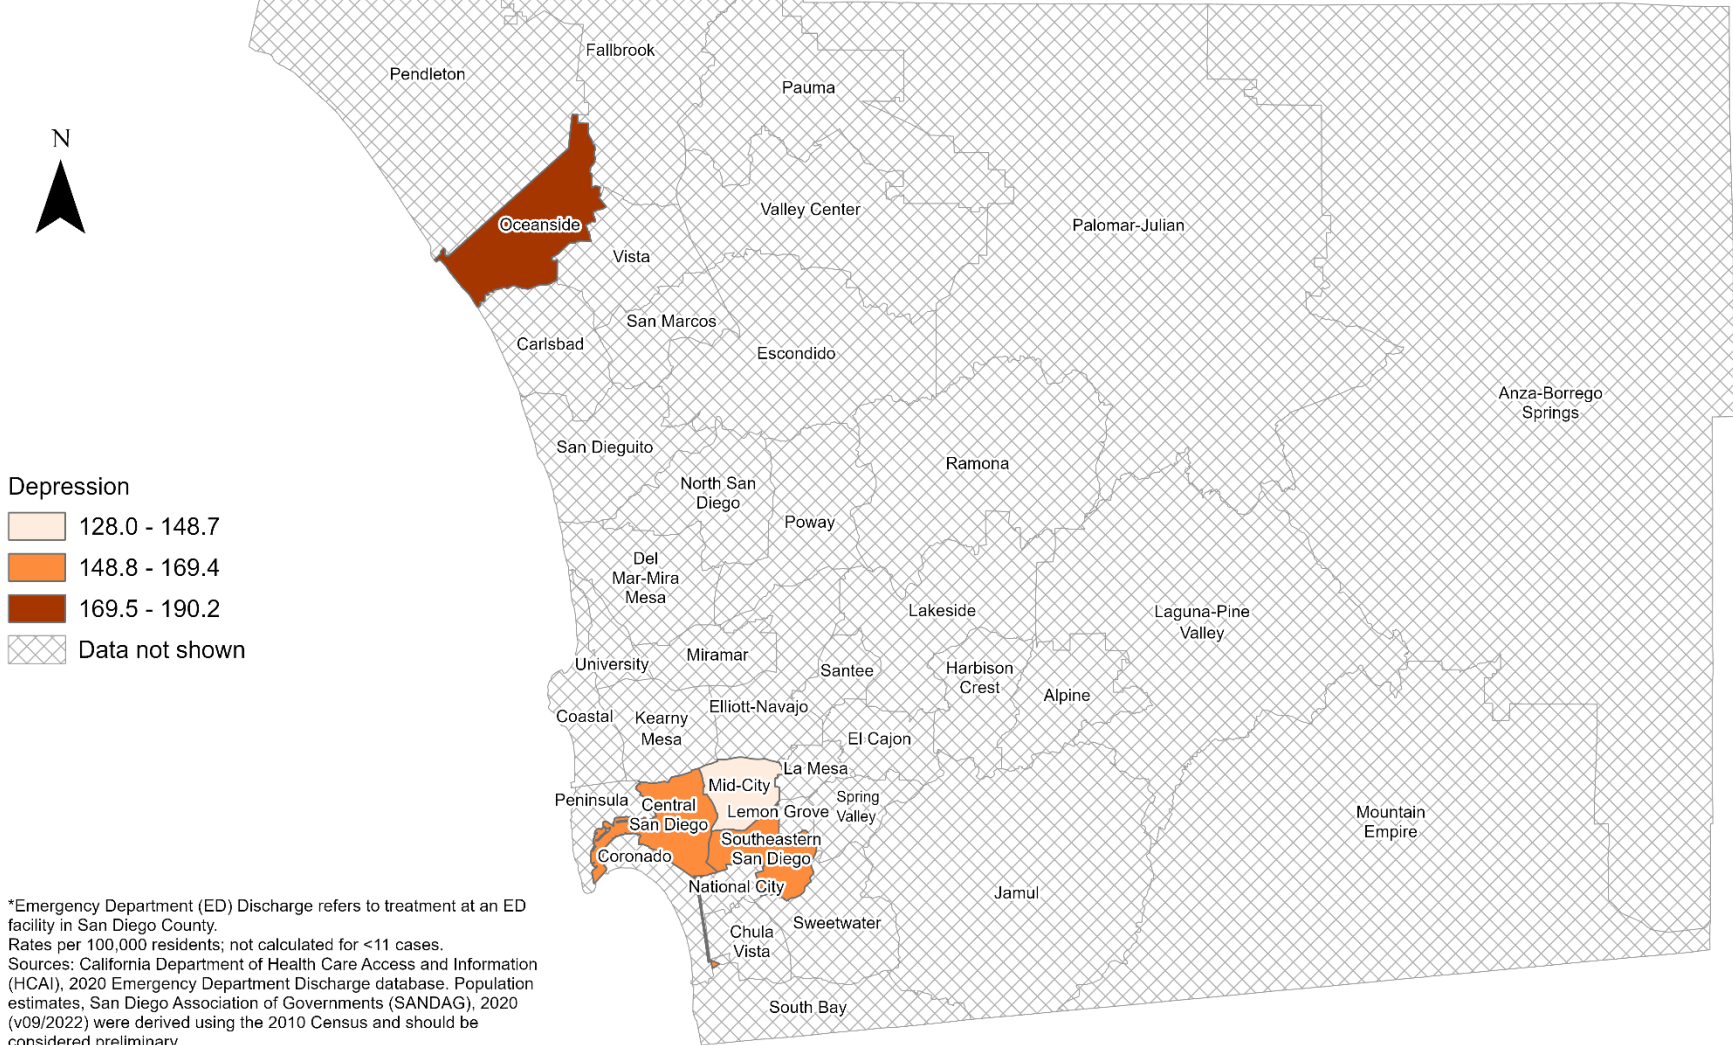 Fallbrook
Pendleton
Pauma
N
Oceanside
Valley Center
Palomar-Julian
Vista
San Marcos
Carlsbad
Escondido
Anza-Borrego
Springs
San Dieguito
Ramona
North San
Diego
Poway
Depression
128.0 - 148.7
148.8 - 169.4
169.5 - 190.2
Data not shown
Del
Mar-Mira
Mesa
Lakeside
Laguna-Pine
Valley
University
Miramar
Santee
Harbison
Crest
Alpine
Coastal
Kearny
Mesa
Elliott-Navajo
El Cajon
La Mesa
Mid-City
Peninsula
Central
San Diego
Lemon Grove
Spring
Valley
Mountain
Empire
Southeastern
San Diego
Coronado
National City
Jamul
Sweetwater
Chula
Vista
South Bay
*Emergency Department (ED) Discharge refers to treatment at an ED
facility in San Diego County.
Rates per 100,000 residents; not calculated for <11 cases.
Sources: California Department of Health Care Access and Information
(HCAI), 2020 Emergency Department Discharge database. Population
estimates, San Diego Association of Governments (SANDAG), 2020
(v09/2022) were derived using the 2010 Census and should be
considered preliminary